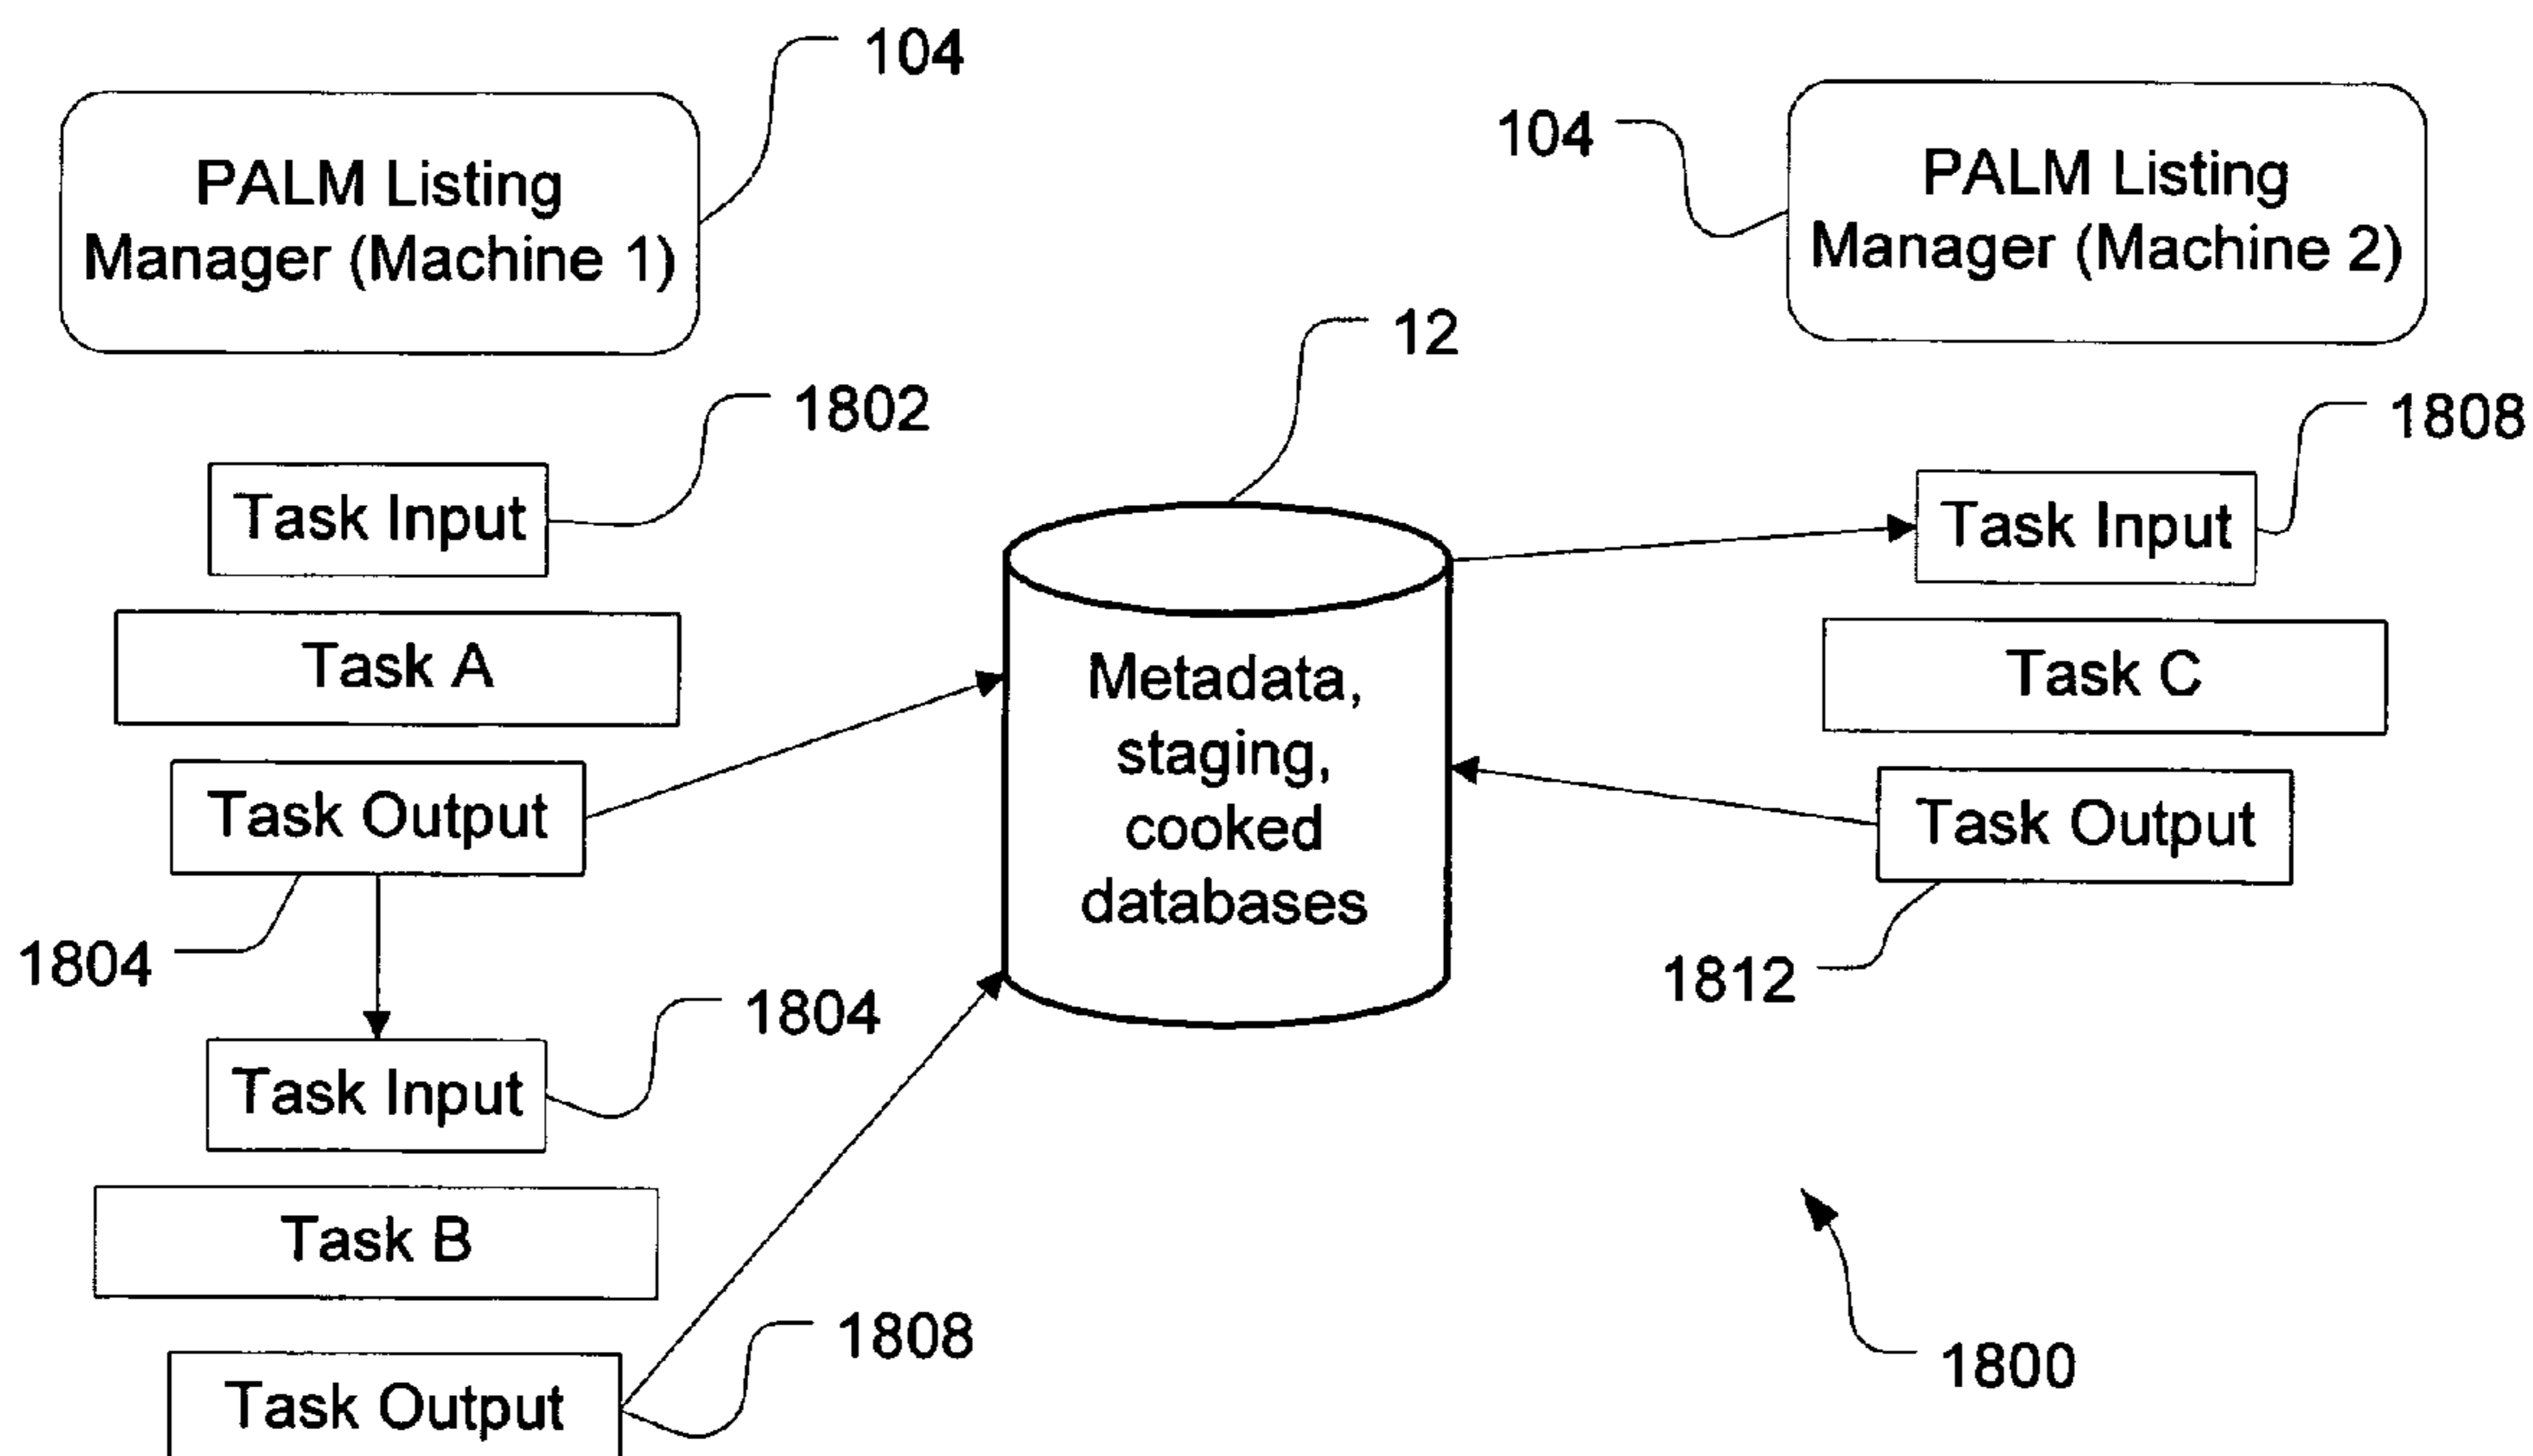 104
PALM Listing
Manager (Machine 1)
104
PALM Listing
Manager (Machine 2)
12
1802
Task Input
1808
Task Input
Task A
Task C
Metadata,
staging,
cooked
databases
Task Output
Task Output
1804
1812
1804
Task Input
Task B
1808
Task Output
1800